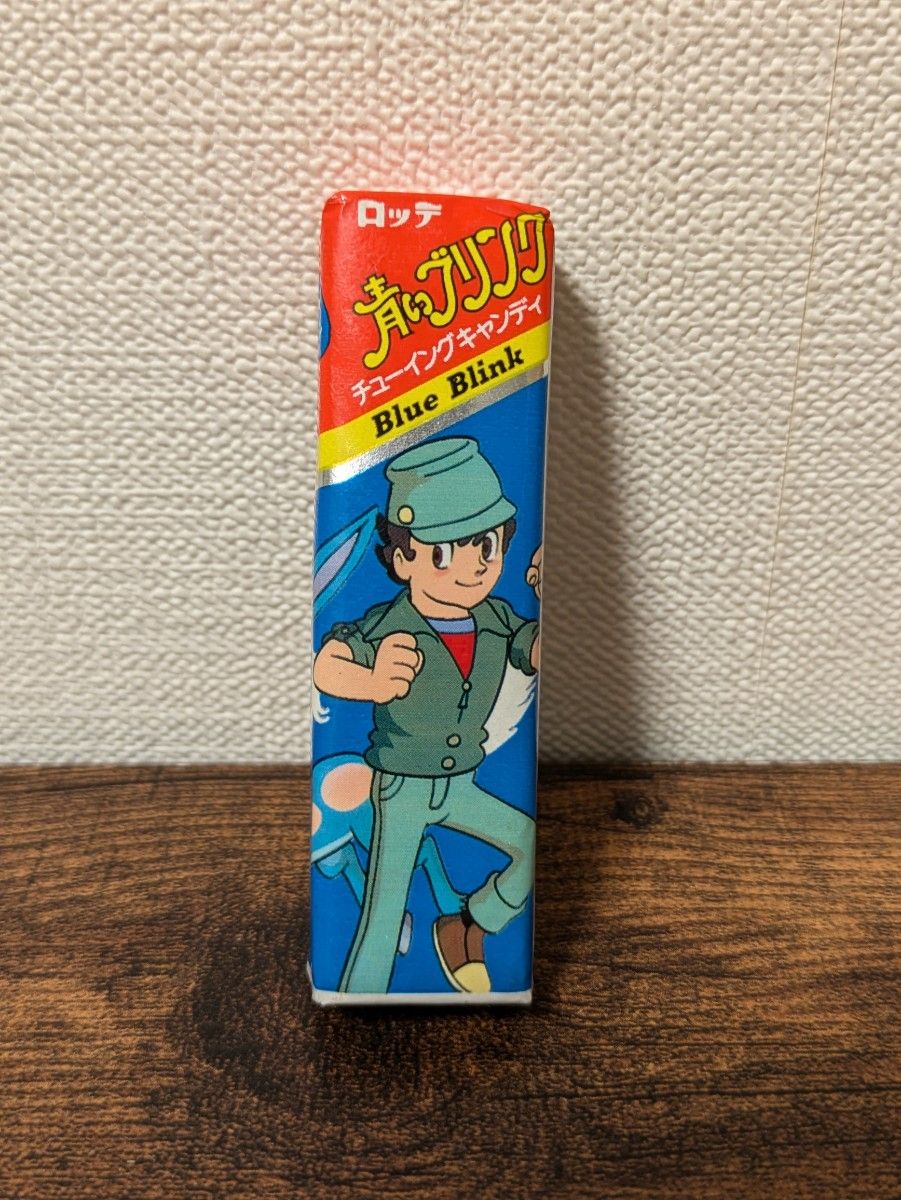 ロッテ
青いブリンク
チューイングキャンディ
Blue Blink